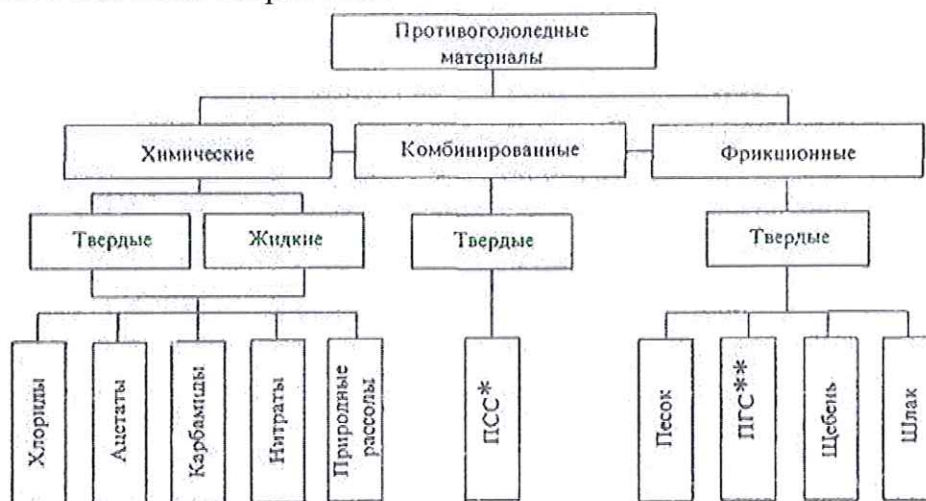 Противогололедные
материалы
Химические
Комбинированные
Фрикционные
Твердые
Жидкие
Твердые
Твердые
Хлориды
Ацетаты
Карбамиды
Нитраты
Природные
рассолы
ПСС*
Песок
ПГС**
Щебень
Шлак